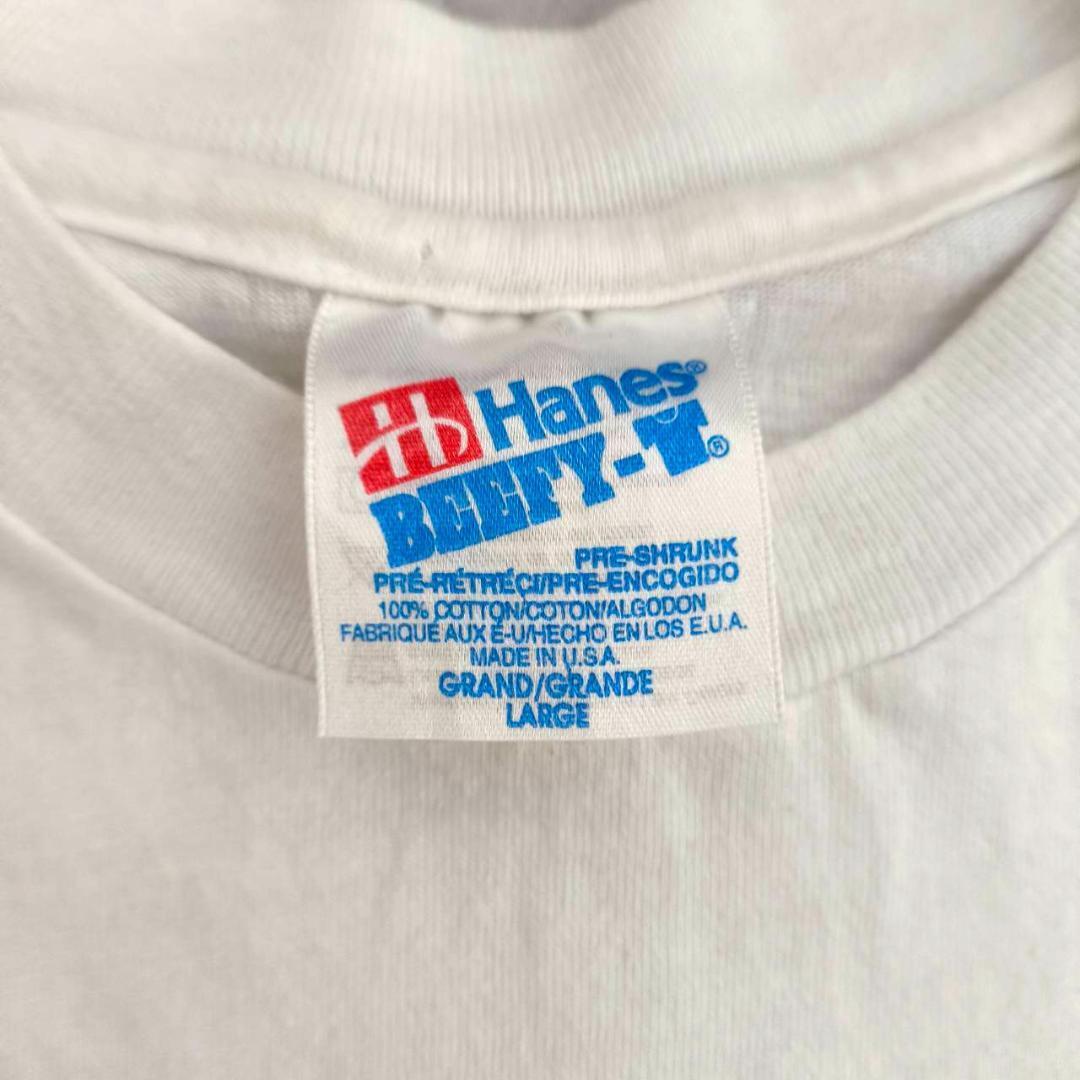 H Hanes®
BEEFY-T®
PRE-SHRUNK
PRÉ-RÉTRÉCI/PRE-ENCOGIDO
100% COTTON/COTON/ALGODON
FABRIQUE AUX E-U/HECHO EN LOS E.U.A.
MADE IN U.S.A.
GRAND/GRANDE
LARGE